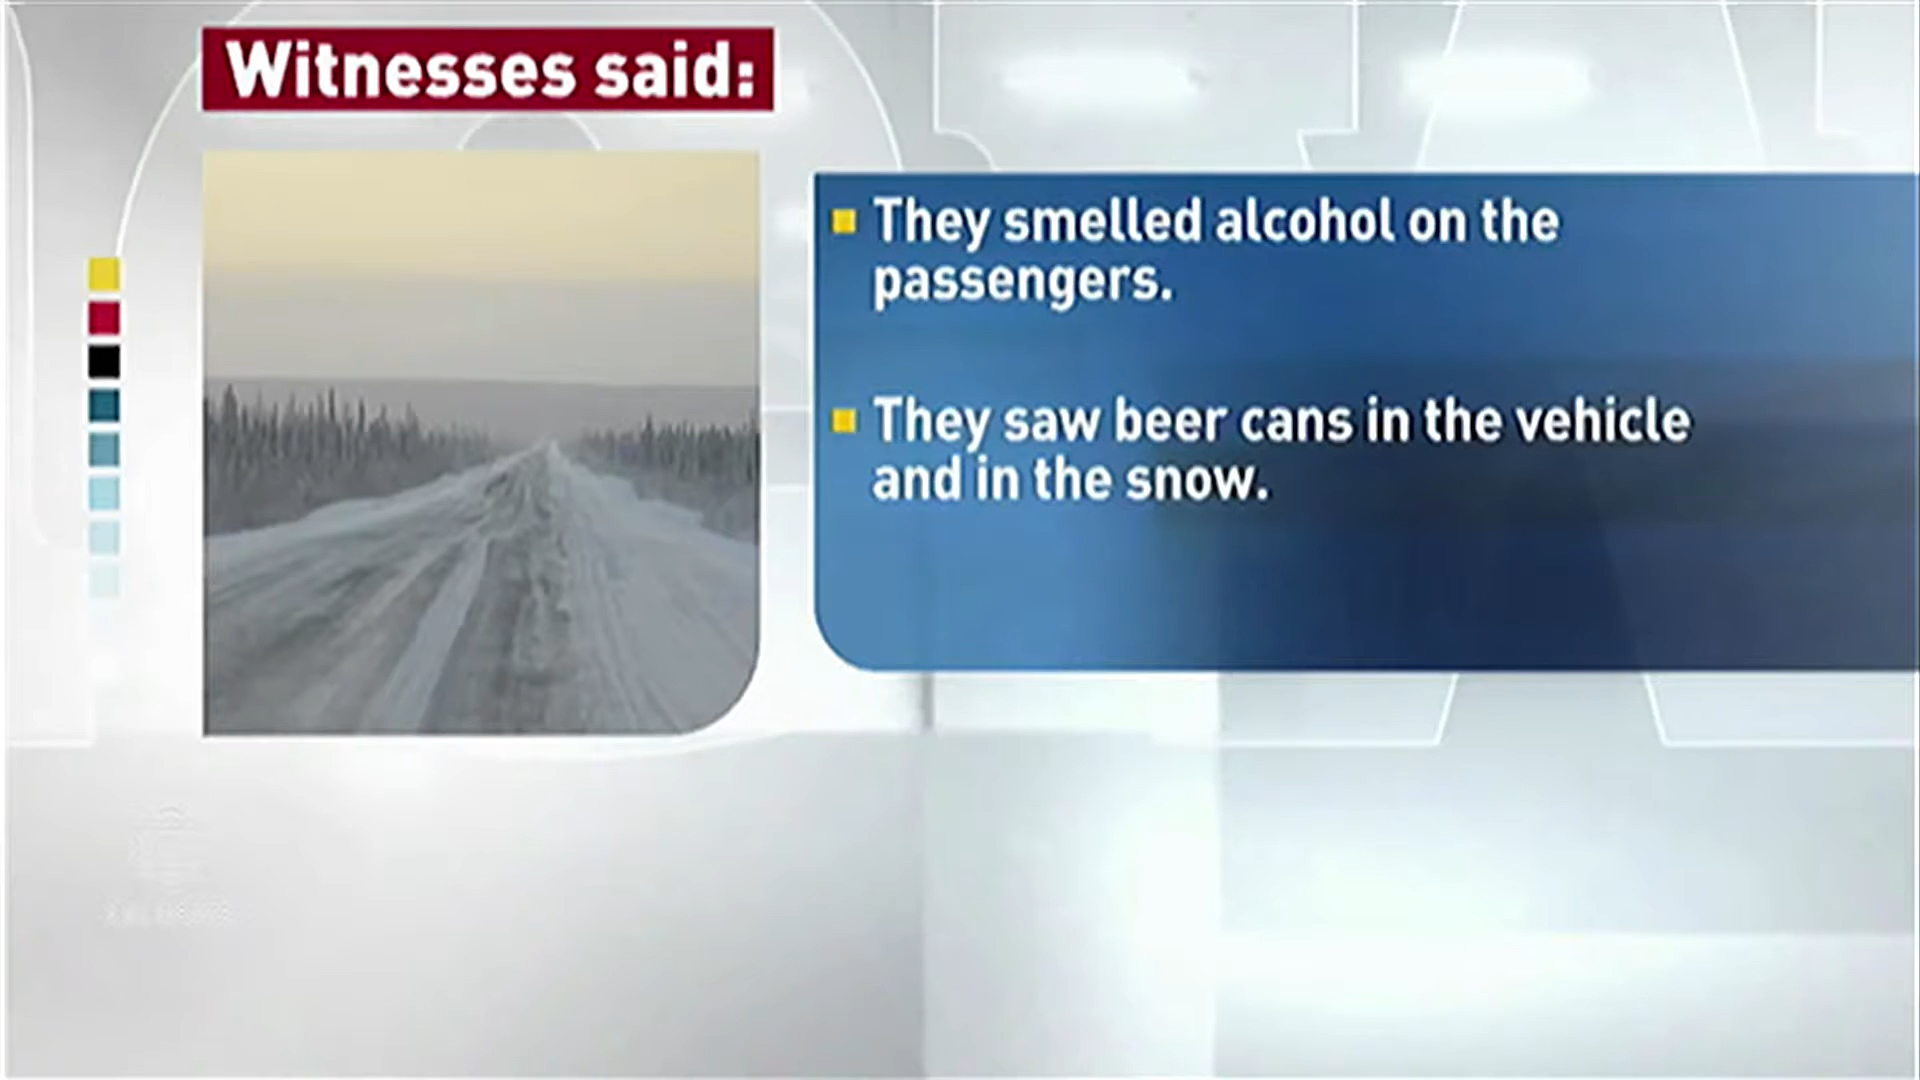 Witnesses said:
They smelled alcohol on the
passengers.
They saw beer cans in the vehicle
and in the snow.